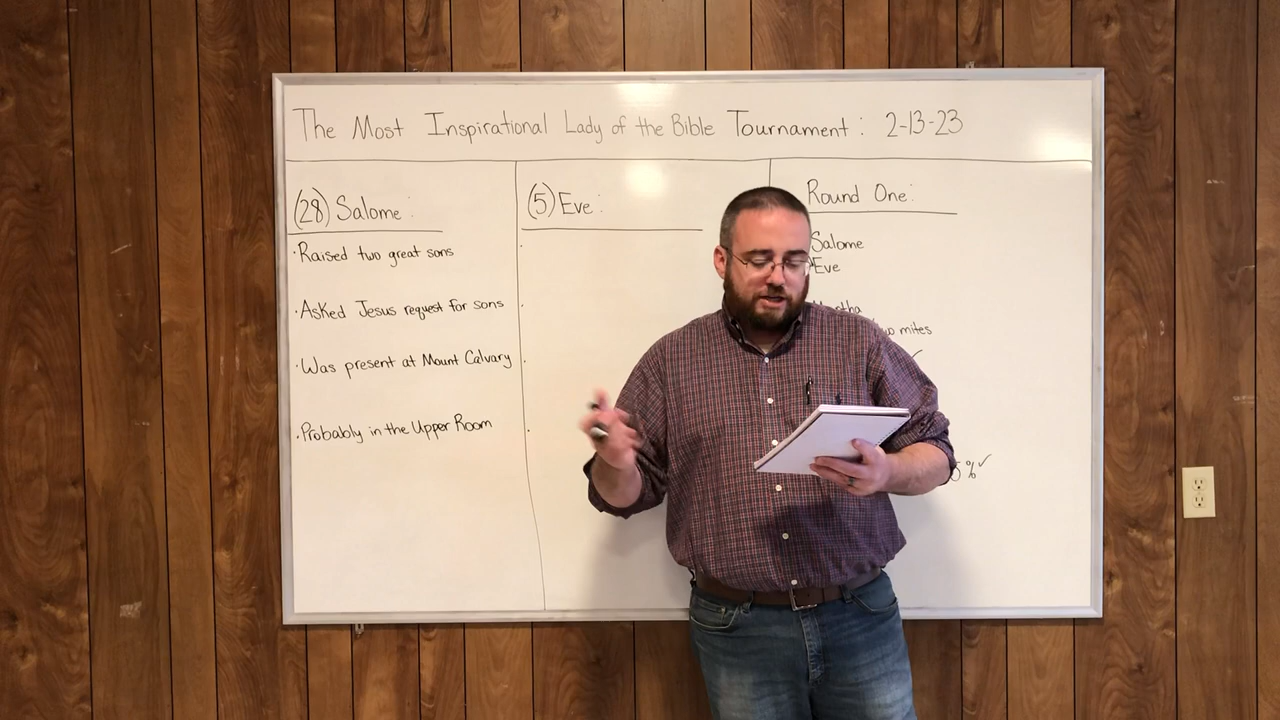 The Most Inspirational Lady of the Bible Tournament: 2-13-23
(28) Salome:
·Raised two great sons
·Asked Jesus request for sons
·Was present at Mount Calvary
·Probably in the Upper Room
(5) Eve:
Round One:
Salome
Eve
mites
%✓